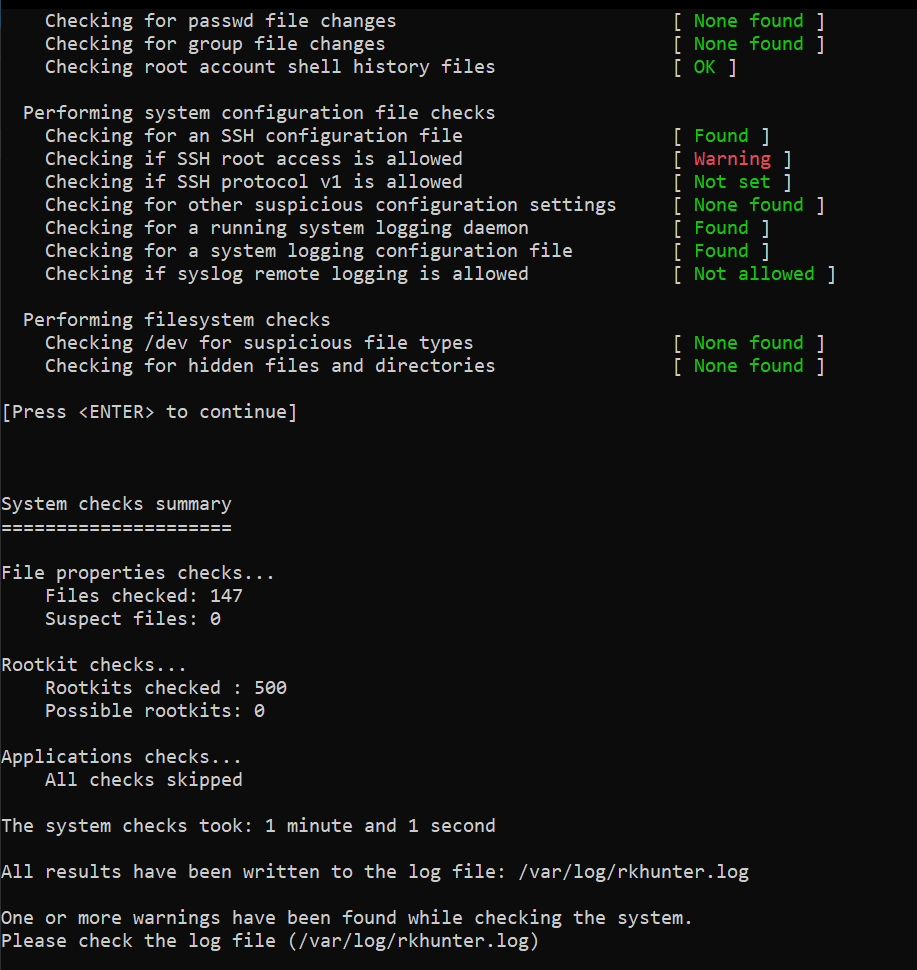 Checking for passwd file changes [ None found ]
Checking for group file changes [ None found ]
Checking root account shell history files [ OK ]
Performing system configuration file checks
Checking for an SSH configuration file [ Found ]
Checking if SSH root access is allowed [ Warning ]
Checking if SSH protocol v1 is allowed [ Not set ]
Checking for other suspicious configuration settings [ None found ]
Checking for a running system logging daemon [ Found ]
Checking for a system logging configuration file [ Found ]
Checking if syslog remote logging is allowed [ Not allowed ]
Performing filesystem checks
Checking /dev for suspicious file types [ None found ]
Checking for hidden files and directories [ None found ]
[Press <ENTER> to continue]
System checks summary
=====================
File properties checks...
Files checked: 147
Suspect files: 0
Rootkit checks...
Rootkits checked : 500
Possible rootkits: 0
Applications checks...
All checks skipped
The system checks took: 1 minute and 1 second
All results have been written to the log file: /var/log/rkhunter.log
One or more warnings have been found while checking the system.
Please check the log file (/var/log/rkhunter.log)